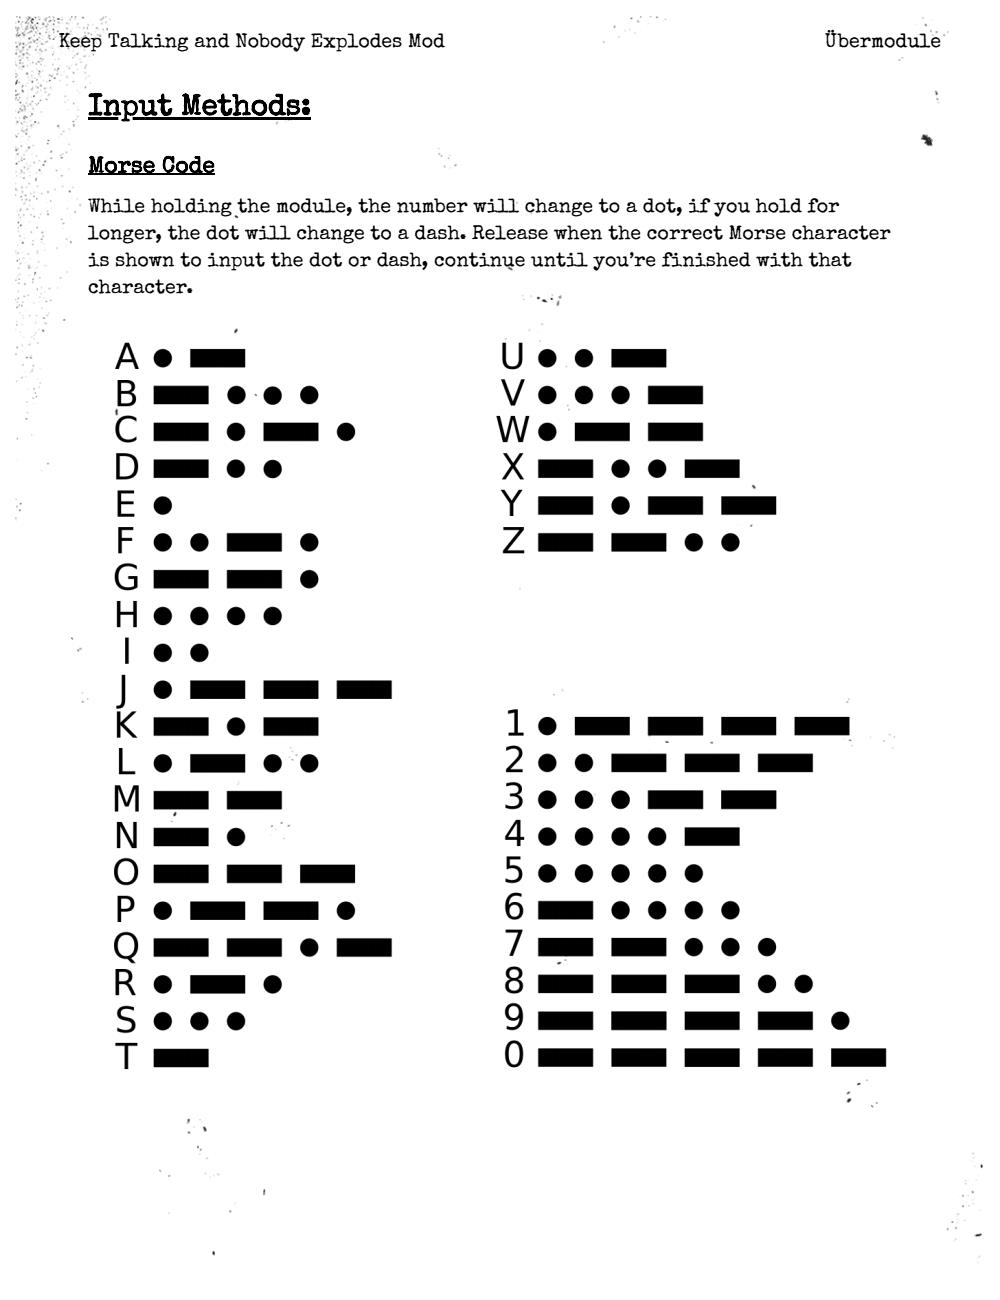 Keep Talking and Nobody Explodes Mod
Übermodule
Input Methods:
Morse Code
While holding the module, the number will change to a dot, if you hold for
longer, the dot will change to a dash. Release when the correct Morse character
is shown to input the dot or dash, continue until you’re finished with that
character.
A
B
C
D
E
F
G
H
I
J
K
L
M
N
O
P
Q
R
S
T
U
V
W
X
Y
Z
1
2
3
4
5
6
7
8
9
0